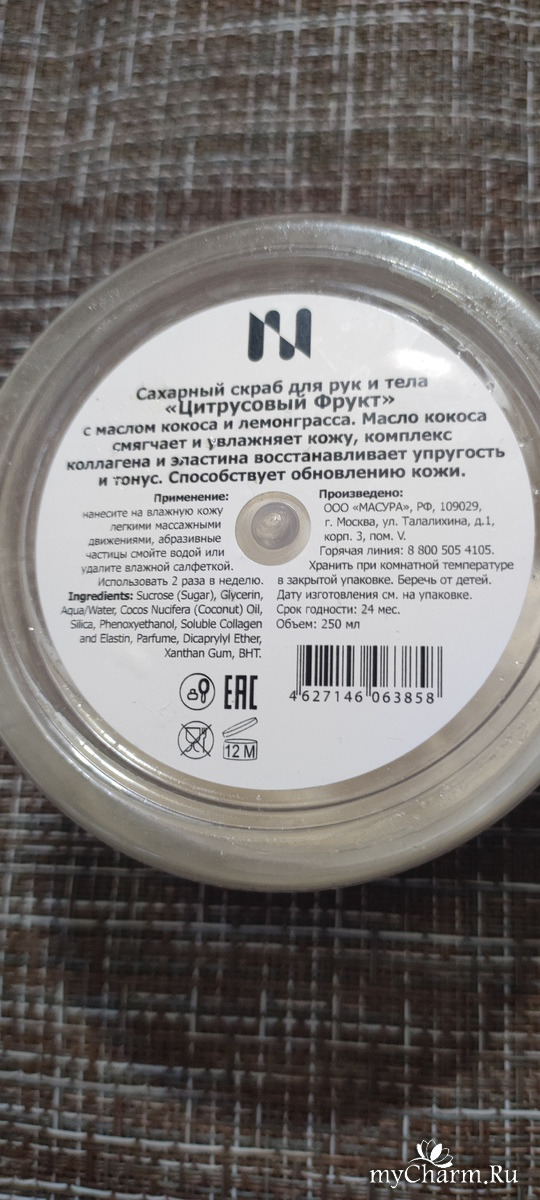 Сахарный скраб для рук и тела
«Цитрусовый Фрукт»
с маслом кокоса и лемонграсса. Масло кокоса
смягчает и увлажняет кожу, комплекс
коллагена и эластина восстанавливает упругость
и тонус. Способствует обновлению кожи.
Применение:
нанесите на влажную кожу
легкими массажными
движениями, абразивные
частицы смойте водой или
удалите влажной салфеткой.
Использовать 2 раза в неделю.
Ingredients: Sucrose (Sugar), Glycerin,
Aqua/Water, Cocos Nucifera (Coconut) Oil,
Silica, Phenoxyethanol, Soluble Collagen
and Elastin, Parfume, Dicaprylyl Ether,
Xanthan Gum, BHT.
Произведено:
ООО «МАСУРА», РФ, 109029,
г. Москва, ул. Талалихина, д.1,
корп. 3, пом. V.
Горячая линия: 8 800 505 4105.
Хранить при комнатной температуре
в закрытой упаковке. Беречь от детей.
Дату изготовления см. на упаковке.
Срок годности: 24 мес.
Объем: 250 мл
4 627146 063858
EAC
12 M
myCharm.Ru